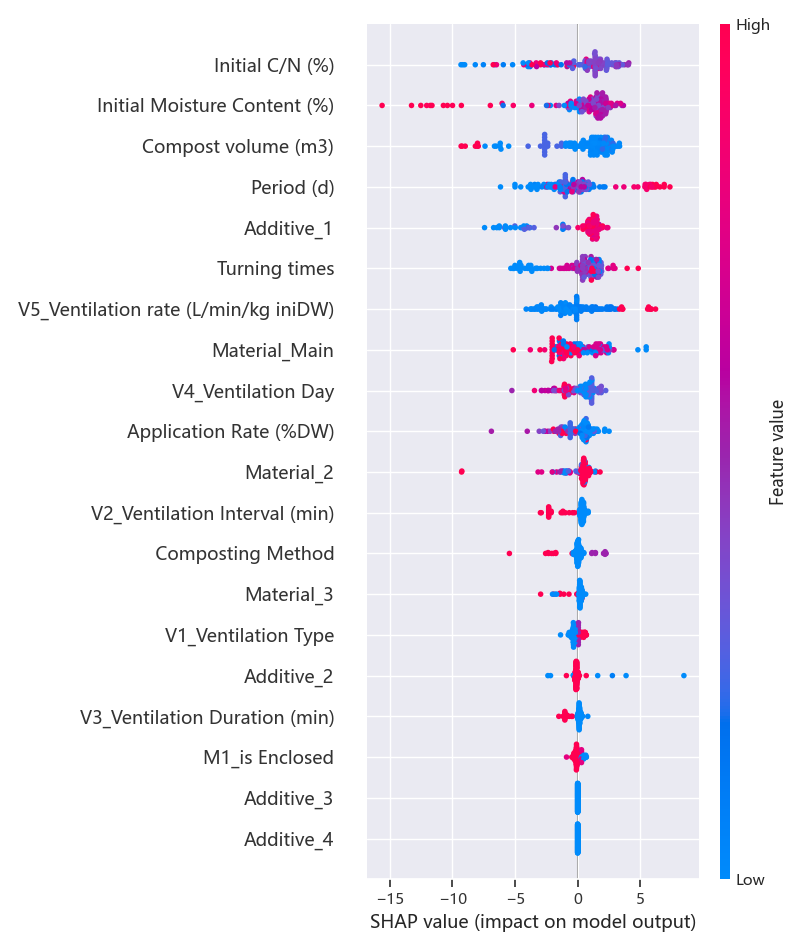 High
Initial C/N (%)
Initial Moisture Content (%)
Compost volume (m3)
Period (d)
Additive_1
Turning times
V5_Ventilation rate (L/min/kg iniDW)
Material_Main
V4_Ventilation Day
Application Rate (%DW)
Material_2
V2_Ventilation Interval (min)
Composting Method
Material_3
V1_Ventilation Type
Additive_2
V3_Ventilation Duration (min)
M1_is Enclosed
Additive_3
Additive_4
Feature value
Low
−15 −10 −5 0 5
SHAP value (impact on model output)